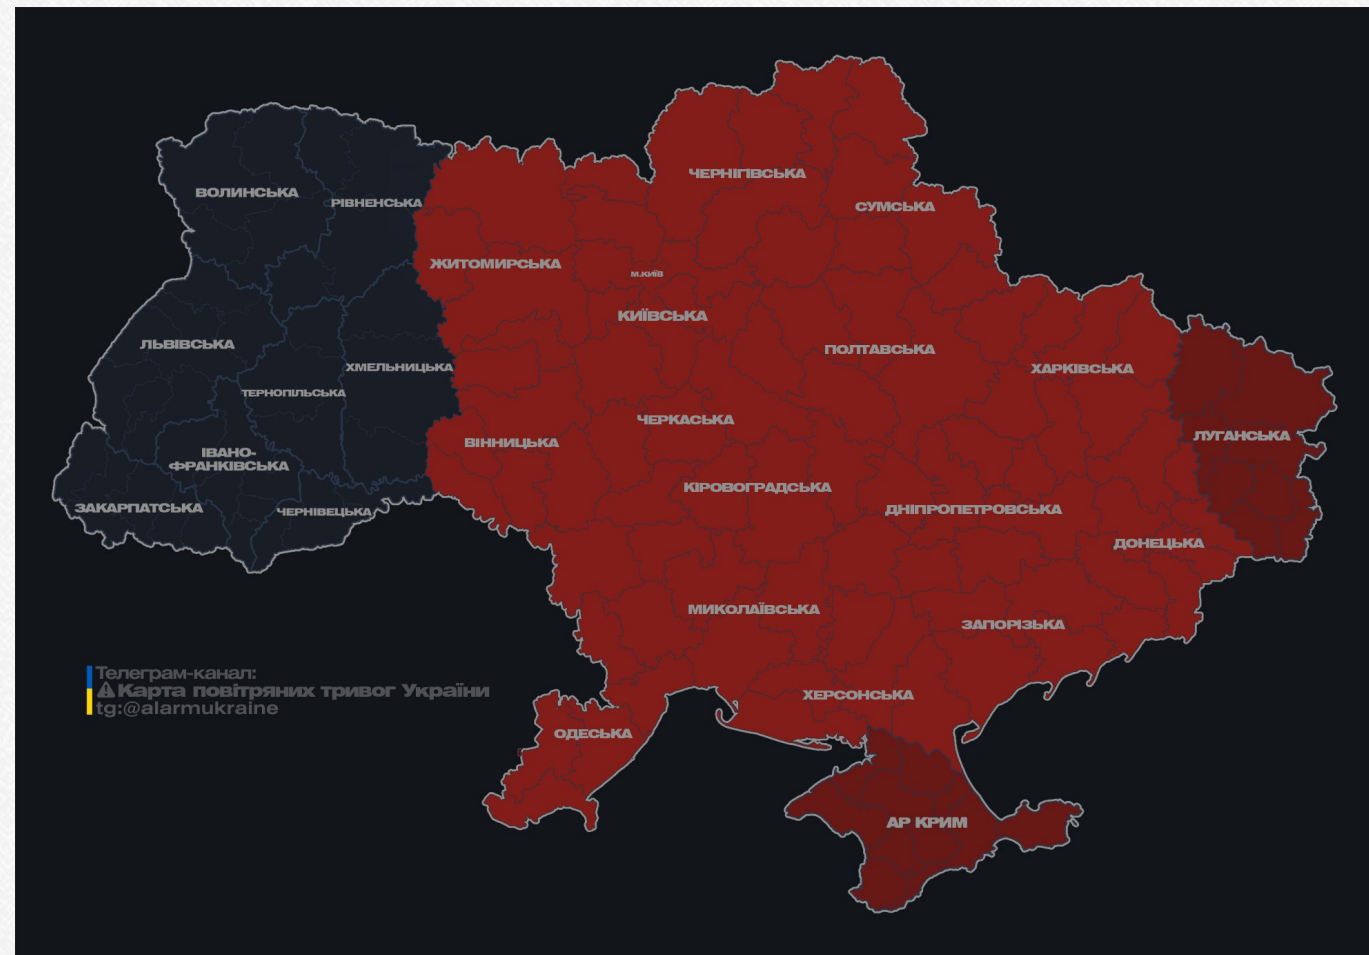 ЧЕРНІГІВСЬКА
ВОЛИНСЬКА
РІВНЕНСЬКА
СУМСЬКА
ЖИТОМИРСЬКА
М.КИЇВ
КИЇВСЬКА
ЛЬВІВСЬКА
ПОЛТАВСЬКА
ХМЕЛЬНИЦЬКА
ХАРКІВСЬКА
ТЕРНОПІЛЬСЬКА
ЧЕРКАСЬКА
ЛУГАНСЬКА
ВІННИЦЬКА
ІВАНО-
ФРАНКІВСЬКА
КІРОВОГРАДСЬКА
ЗАКАРПАТСЬКА
ЧЕРНІВЕЦЬКА
ДНІПРОПЕТРОВСЬКА
ДОНЕЦЬКА
МИКОЛАЇВСЬКА
ЗАПОРІЗЬКА
Телеграм-канал:
Карта повітряних тривог України
tg:@alarmukraine
ХЕРСОНСЬКА
ОДЕСЬКА
АР КРИМ